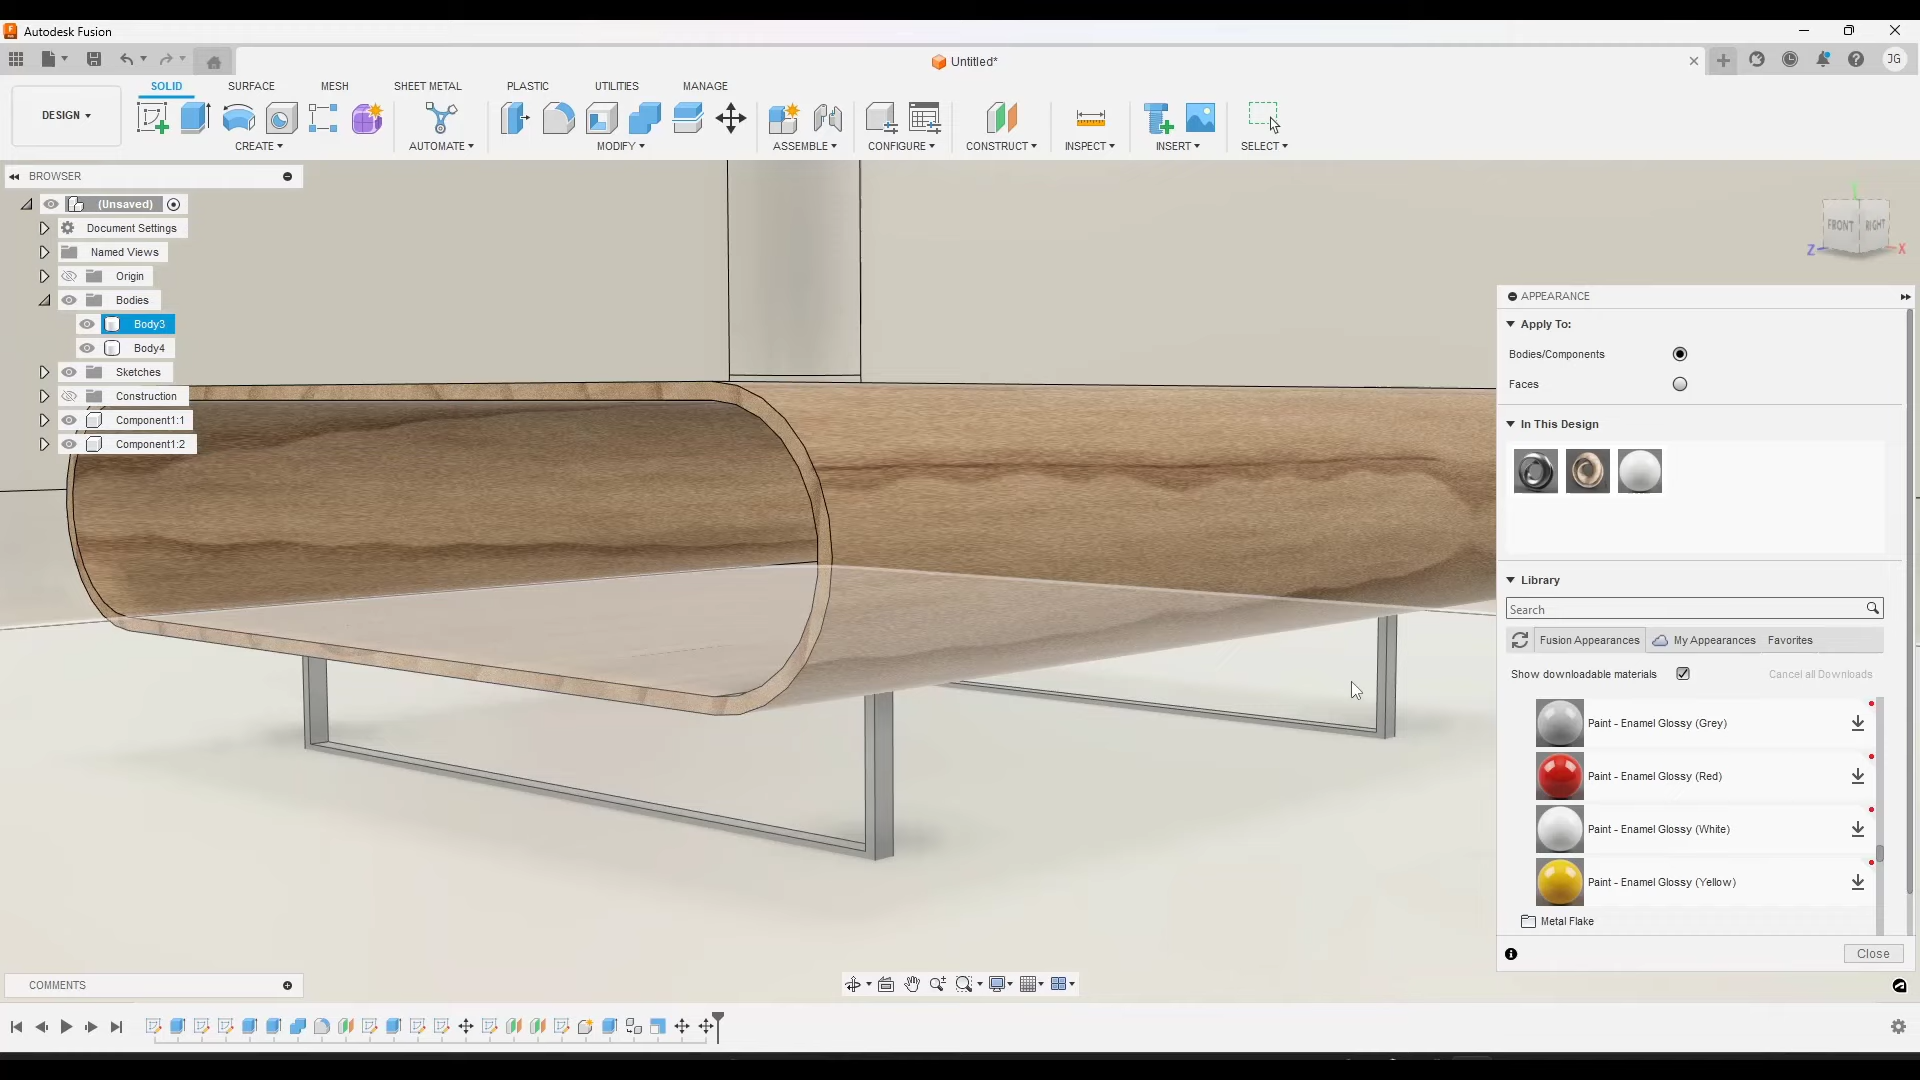 Autodesk Fusion
Untitled*
JG
DESIGN
SOLID
SURFACE
MESH
SHEET METAL
PLASTIC
UTILITIES
MANAGE
CREATE
AUTOMATE
MODIFY
ASSEMBLE
CONFIGURE
CONSTRUCT
INSPECT
INSERT
SELECT
BROWSER
(Unsaved)
Document Settings
Named Views
Origin
Bodies
Body3
Body4
Sketches
Construction
Component1:1
Component1:2
FRONT
RIGHT
Z
X
APPEARANCE
Apply To:
Bodies/Components
Faces
In This Design
Library
Search
Fusion Appearances
My Appearances
Favorites
Show downloadable materials
Cancel all Downloads
Paint - Enamel Glossy (Grey)
Paint - Enamel Glossy (Red)
Paint - Enamel Glossy (White)
Paint - Enamel Glossy (Yellow)
Metal Flake
Close
COMMENTS